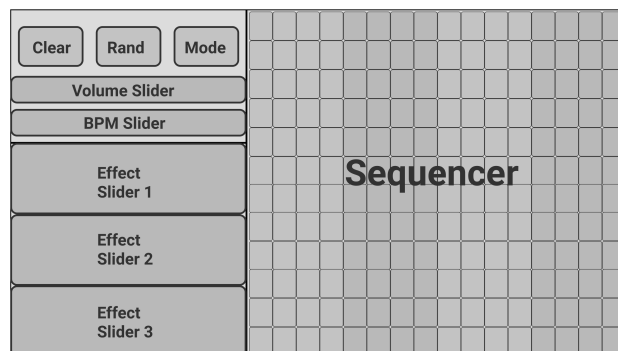 Clear Rand Mode
Volume Slider
BPM Slider
Effect
Slider 1
Effect
Slider 2
Effect
Slider 3
Sequencer